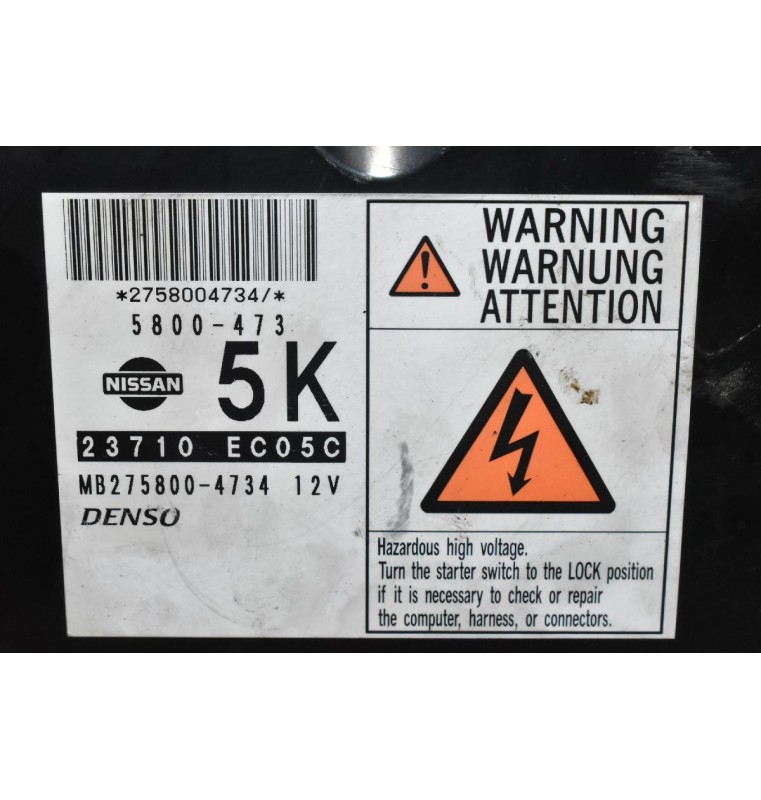 *2758004734/*
5800-473
NISSAN
5K
23710 EC05C
MB275800-4734 12V
DENSO
WARNING
WARNUNG
ATTENTION
Hazardous high voltage.
Turn the starter switch to the LOCK position
if it is necessary to check or repair
the computer, harness, or connectors.